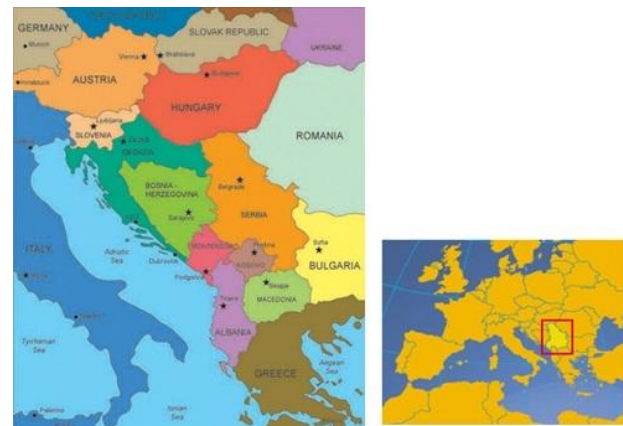 GERMANY
Munich
SLOVAK REPUBLIC
UKRAINE
Vienna
Bratislava
Innsbruck
AUSTRIA
Budapest
HUNGARY
Ljubljana
SLOVENIA
ROMANIA
CROATIA
BOSNIA -
HERZEGOVINA
Belgrade
Sarajevo
SERBIA
ITALY
Adriatic
Sea
Dubrovnik
MONTENEGRO
Pristina
KOSOVO
Sofia
BULGARIA
Podgorica
Skopje
MACEDONIA
Tirana
ALBANIA
Tyrrhenian
Sea
GREECE
Aegean
Sea
Palermo
Ionian
Sea